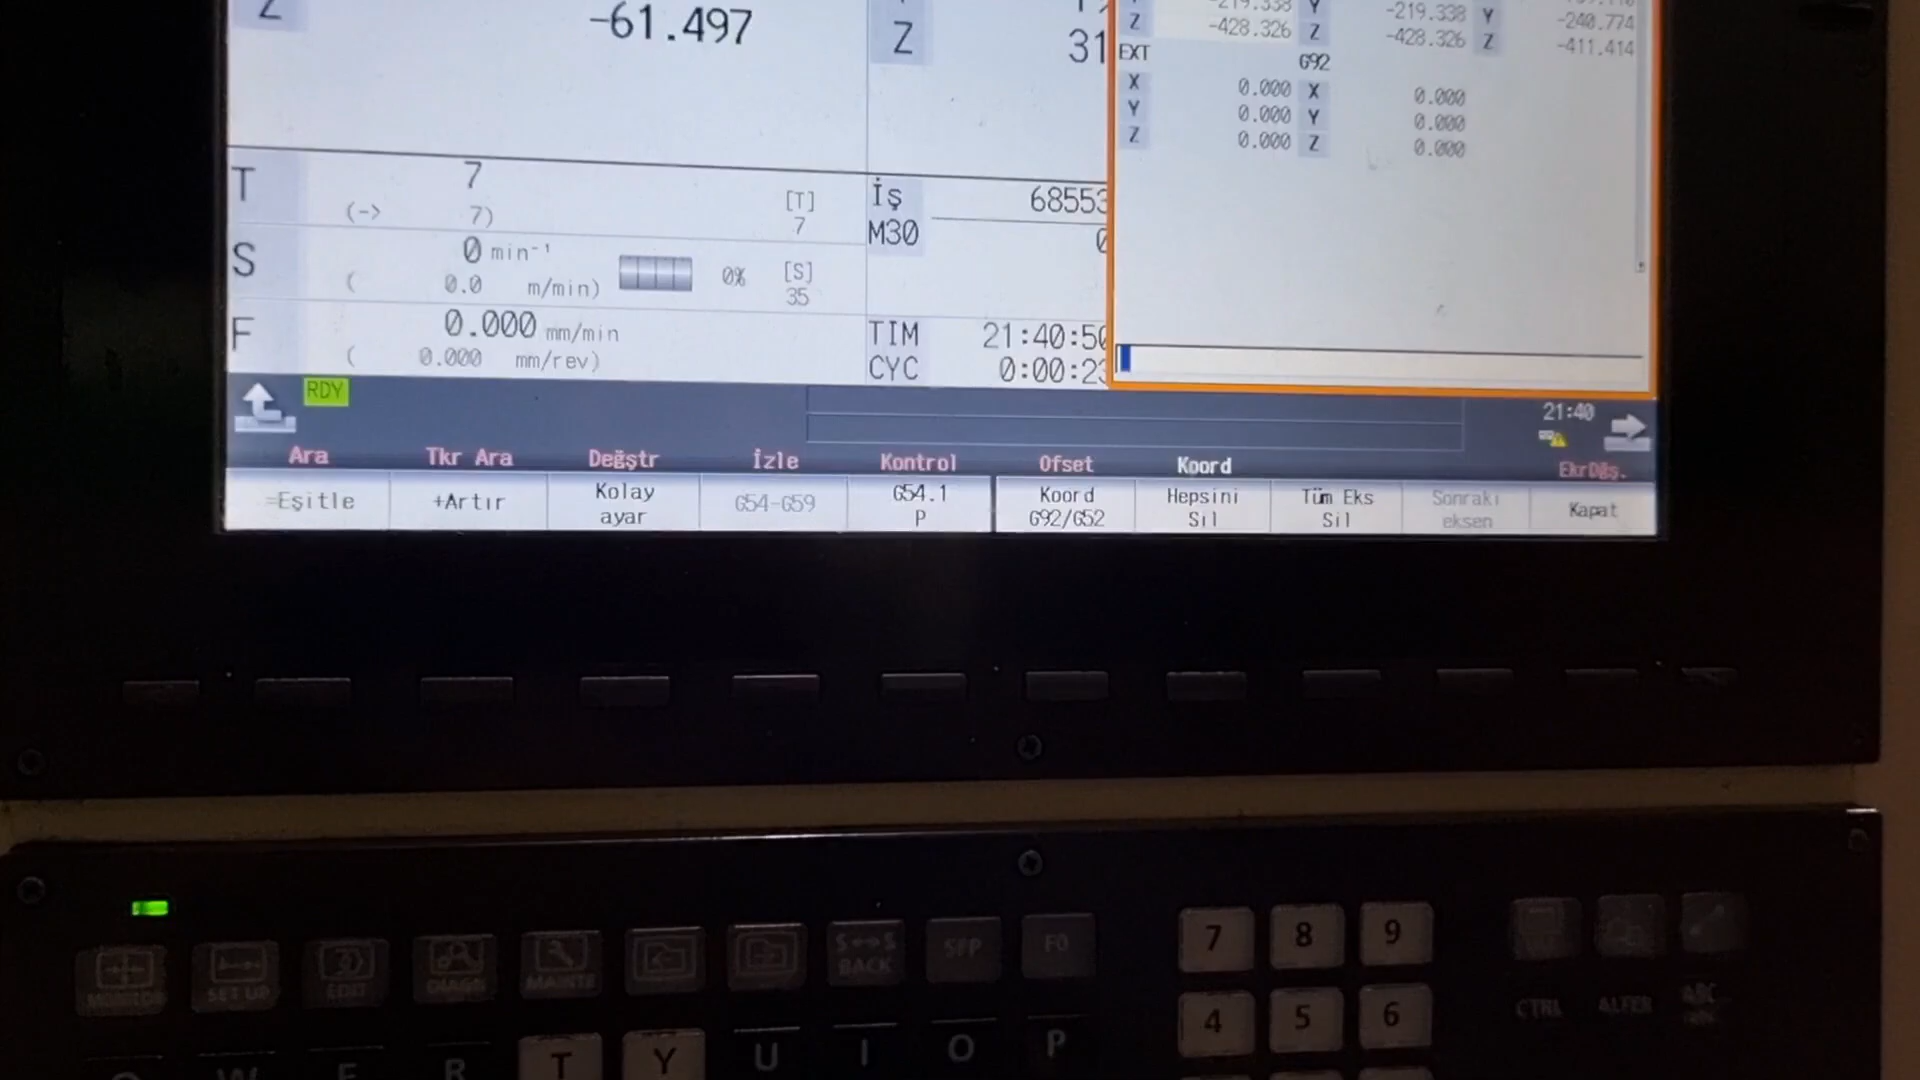 Z -61.497
Z 31
-219.338 Y -219.338 Y -240.774
Z -428.326 Z -428.326 Z -411.414
EXT G92
X 0.000 X 0.000
Y 0.000 Y 0.000
Z 0.000 Z 0.000
T 7
(-> 7)
[T]
7
S 0 min⁻¹
( 0.0 m/min)
0%
[S]
35
F 0.000 mm/min
( 0.000 mm/rev)
İş 68553
M30 0
TIM 21:40:50
CYC 0:00:23
RDY
21:40
Ara Tkr Ara Değştr İzle Kontrol Ofset Koord EkrDğş.
=Eşitle
+Artır
Kolay
ayar
G54-G59
G54.1
P
Koord
G92/G52
Hepsini
Sil
Tüm Eks
Sil
Sonraki
eksen
Kapat
MONITOR SET UP EDIT DIAGN MAINTE
S↔S
BACK
SFP
F0
7 8 9
4 5 6
CTRL ALTER
R T Y U I O P